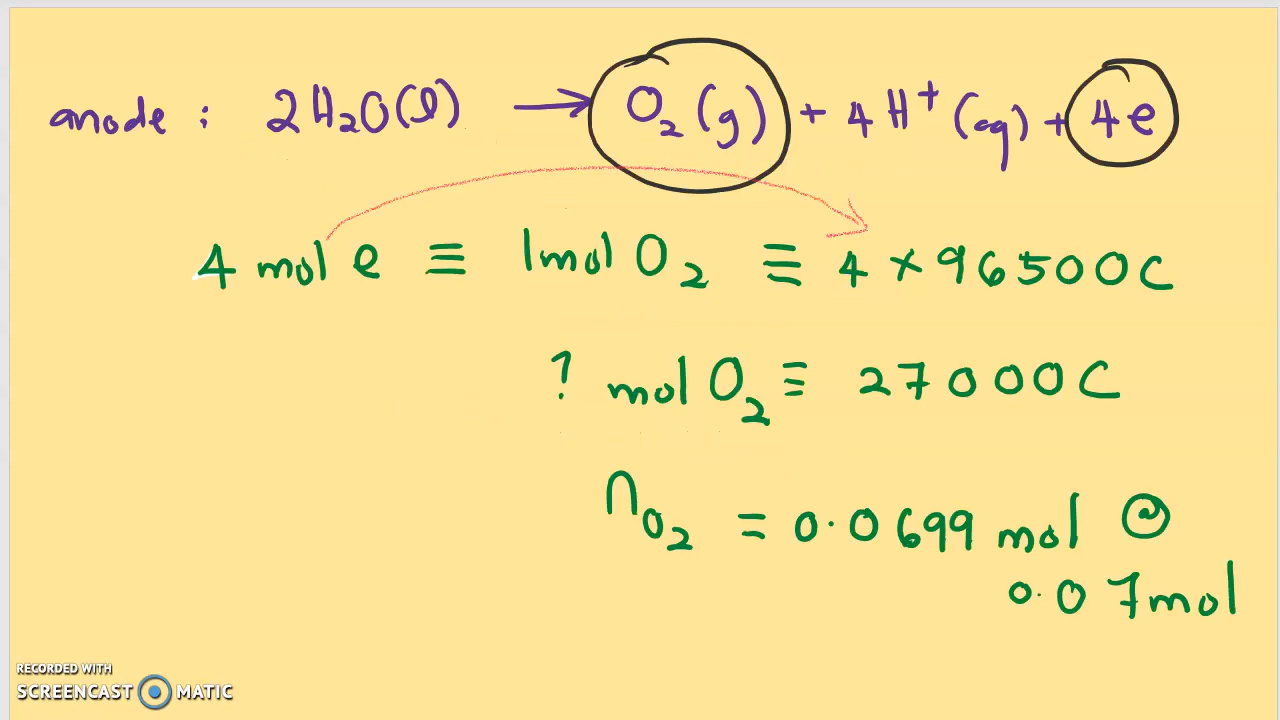 anode : 2H₂O(l) → O₂(g) + 4H⁺(aq) + 4e
4 mol e ≡ 1mol O₂ ≡ 4 × 96500C
? mol O₂ ≡ 27000C
nO₂ = 0.0699 mol @
0.07mol
RECORDED WITH
SCREENCAST MATIC